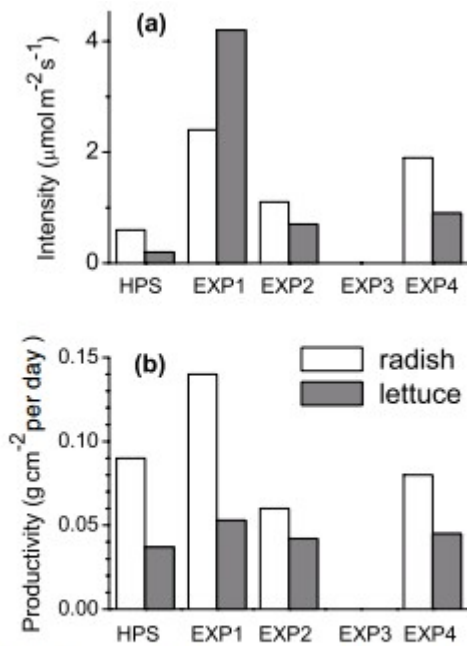 (a)
Intensity (μmol m⁻² s⁻¹)
4
2
0
HPS EXP1 EXP2 EXP3 EXP4
(b)
radish
lettuce
Productivity (g cm⁻² per day)
0.15
0.10
0.05
0.00
HPS EXP1 EXP2 EXP3 EXP4